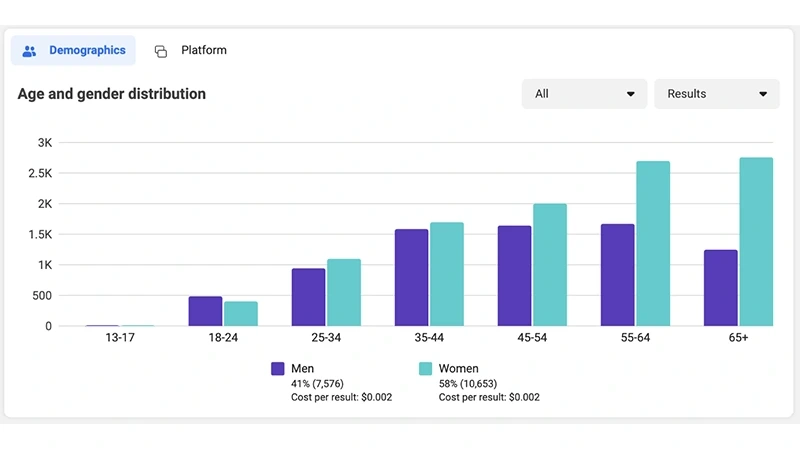 Demographics Platform
Age and gender distribution All Results
3K
2.5K
2K
1.5K
1K
500
0
13-17 18-24 25-34 35-44 45-54 55-64 65+
Men Women
41% (7,576) 58% (10,653)
Cost per result: $0.002 Cost per result: $0.002